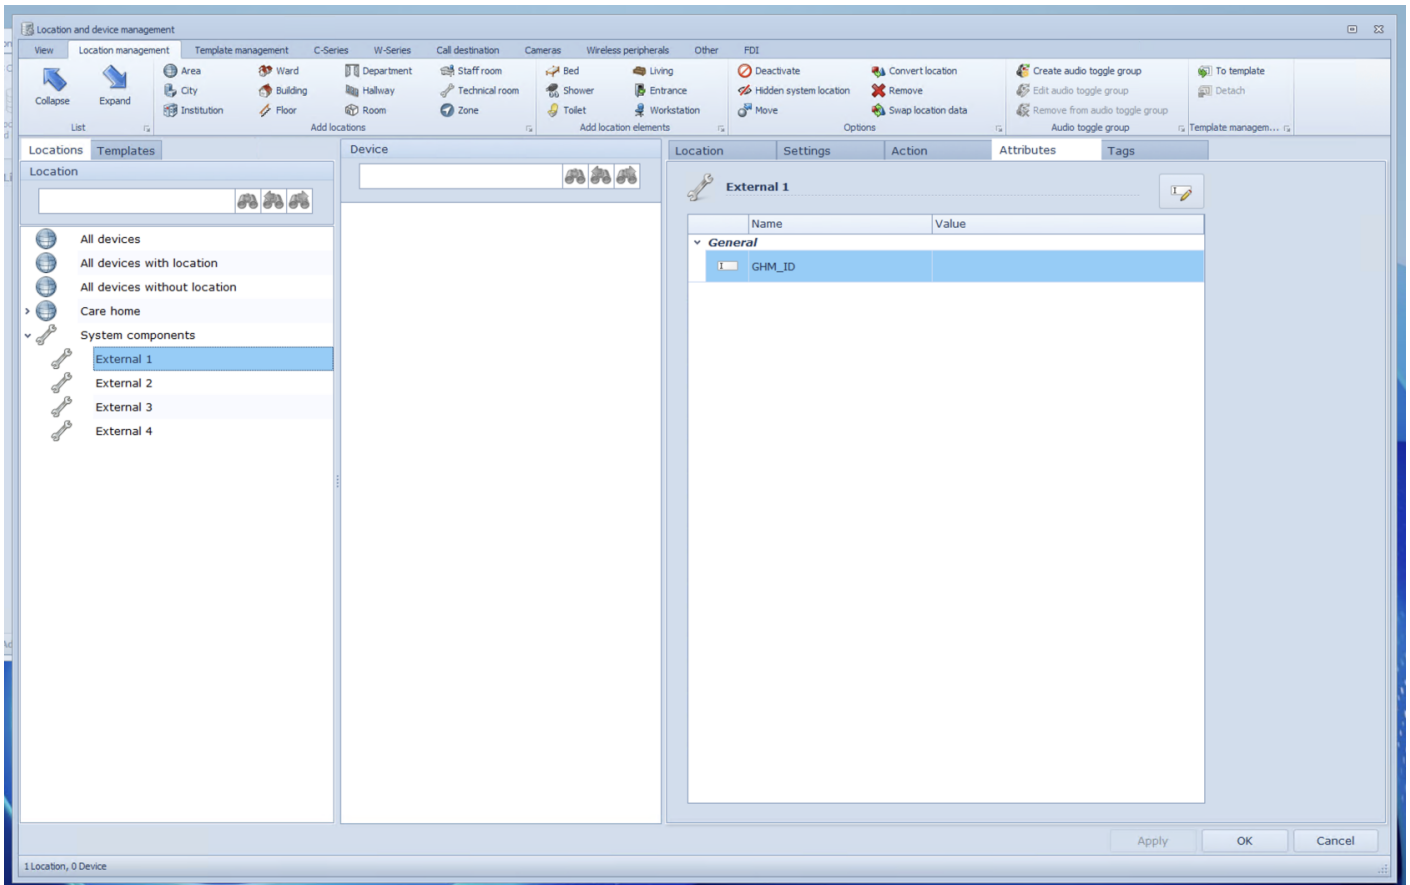 Location and device management
View Location management Template management C-Series W-Series Call destination Cameras Wireless peripherals Other FDI
Collapse Expand
List
Area Ward Department Staff room
City Building Hallway Technical room
Institution Floor Room Zone
Add locations
Bed Living
Shower Entrance
Toilet Workstation
Add location elements
Deactivate Convert location
Hidden system location Remove
Move Swap location data
Options
Create audio toggle group
Edit audio toggle group
Remove from audio toggle group
Audio toggle group
To template
Detach
Template managem...
Locations Templates
Location
All devices
All devices with location
All devices without location
Care home
System components
External 1
External 2
External 3
External 4
Device
Location Settings Action Attributes Tags
External 1
Name Value
General
GHM_ID
Apply OK Cancel
1 Location, 0 Device